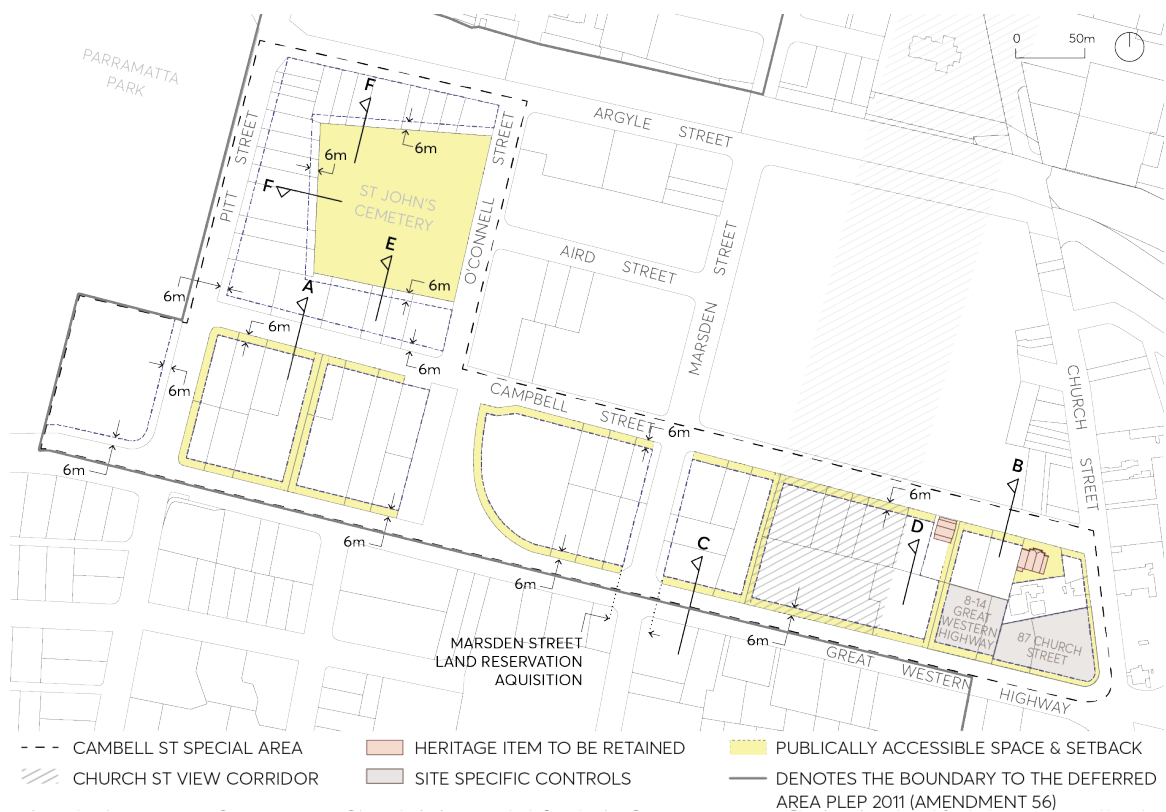 PARRAMATTA
PARK
0 50m
ARGYLE STREET
F
6m
6m
F
ST JOHN'S
CEMETERY
PITT STREET
O'CONNELL STREET
E
A
6m
6m
AIRD STREET
MARSDEN STREET
6m
6m
6m
CAMPBELL STREET
6m
CHURCH STREET
6m
B
6m
D
C
6m
6m
8-14
GREAT
WESTERN
HIGHWAY
87 CHURCH
STREET
6m
MARSDEN STREET
LAND RESERVATION
AQUISITION
GREAT WESTERN HIGHWAY
CAMBELL ST SPECIAL AREA
HERITAGE ITEM TO BE RETAINED
PUBLICALLY ACCESSIBLE SPACE & SETBACK
CHURCH ST VIEW CORRIDOR
SITE SPECIFIC CONTROLS
DENOTES THE BOUNDARY TO THE DEFERRED
AREA PLEP 2011 (AMENDMENT 56)